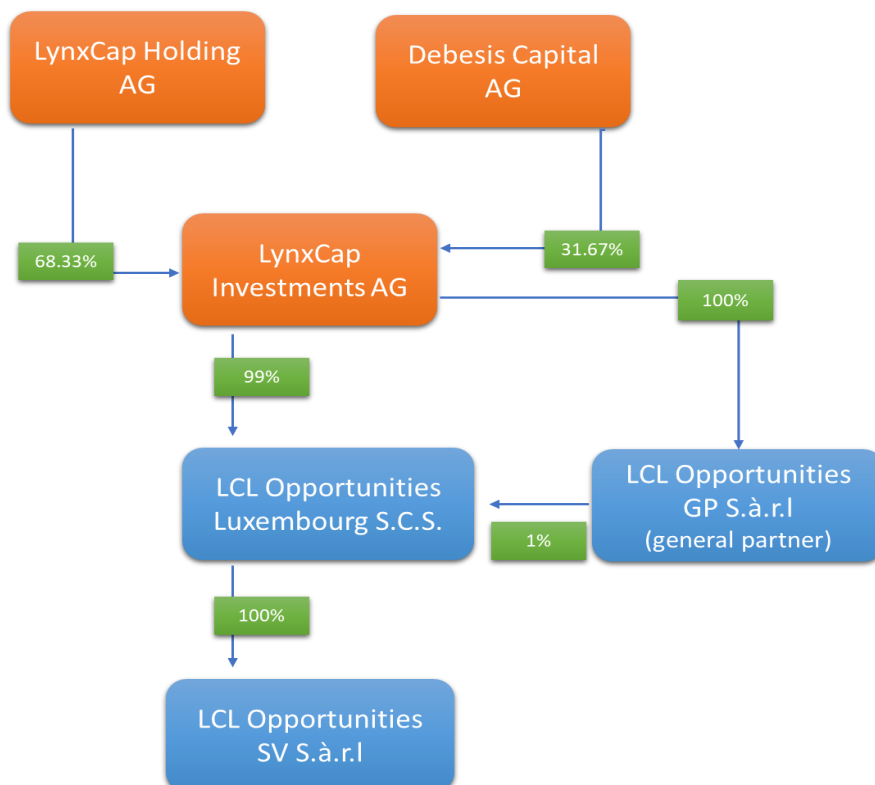 LynxCap Holding
AG
Debesis Capital
AG
68.33%
LynxCap
Investments AG
31.67%
100%
99%
LCL Opportunities
Luxembourg S.C.S.
1%
LCL Opportunities
GP S.à.r.l
(general partner)
100%
LCL Opportunities
SV S.à.r.l